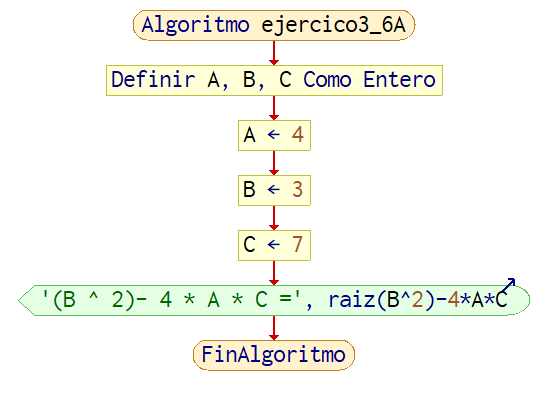 Algoritmo ejercico3_6A
Definir A, B, C Como Entero
A ← 4
B ← 3
C ← 7
'(B ^ 2)- 4 * A * C =', raiz(B^2)-4*A*C
FinAlgoritmo